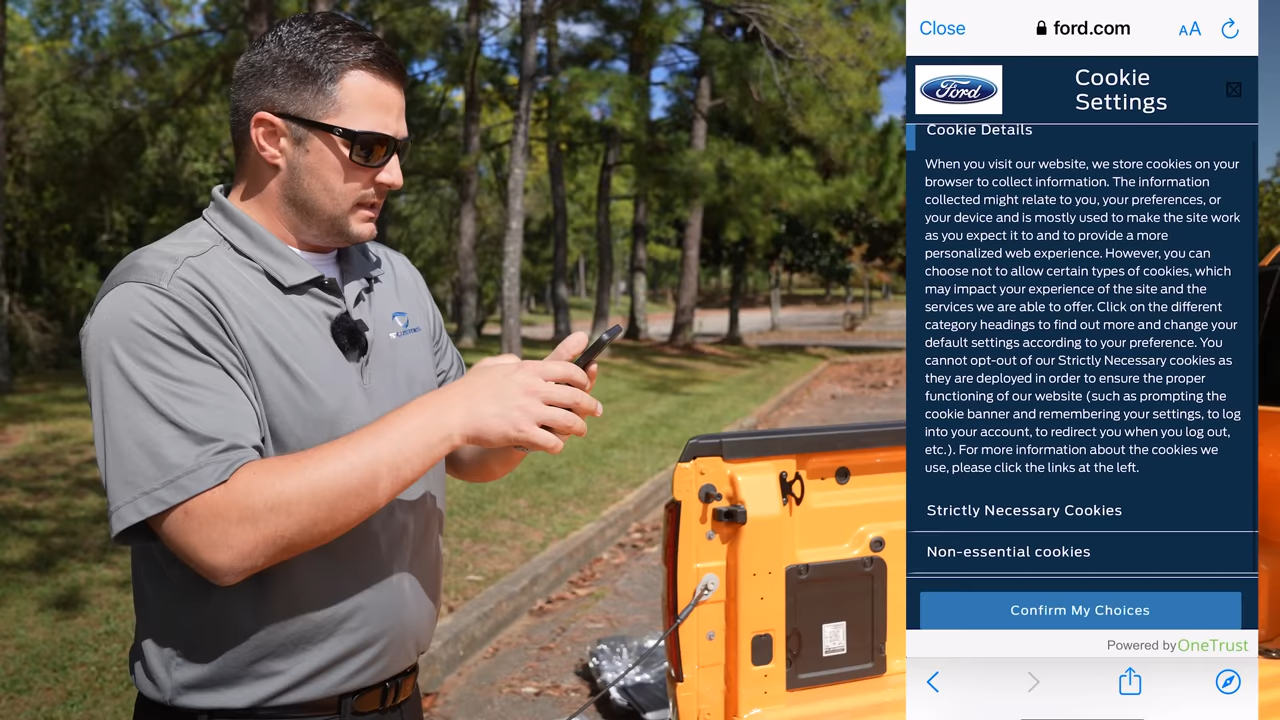 Close
ford.com
AA
Ford
Cookie
Settings
Cookie Details
When you visit our website, we store cookies on your
browser to collect information. The information
collected might relate to you, your preferences, or
your device and is mostly used to make the site work
as you expect it to and to provide a more
personalized web experience. However, you can
choose not to allow certain types of cookies, which
may impact your experience of the site and the
services we are able to offer. Click on the different
category headings to find out more and change your
default settings according to your preference. You
cannot opt-out of our Strictly Necessary cookies as
they are deployed in order to ensure the proper
functioning of our website (such as prompting the
cookie banner and remembering your settings, to log
into your account, to redirect you when you log out,
etc.). For more information about the cookies we
use, please click the links at the left.
Strictly Necessary Cookies
Non-essential cookies
Confirm My Choices
Powered by OneTrust